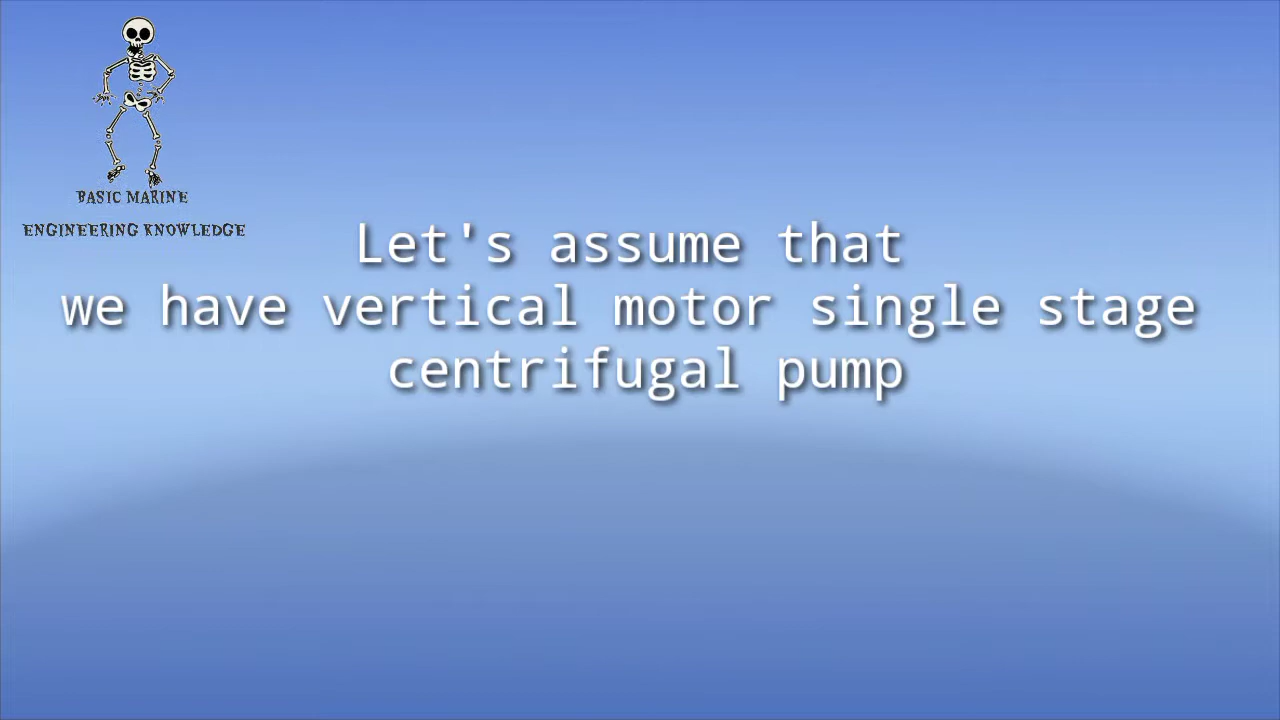 BASIC MARINE
ENGINEERING KNOWLEDGE
Let's assume that
we have vertical motor single stage
centrifugal pump